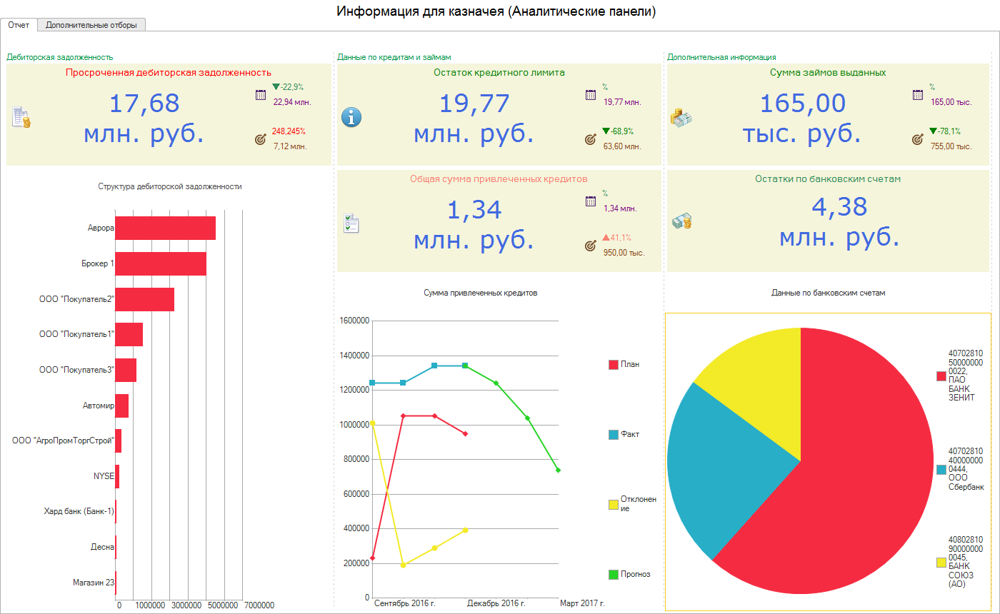 Информация для казначея (Аналитические панели)
Отчет
Дополнительные отборы
Дебиторская задолженность
Просроченная дебиторская задолженность
17,68
млн. руб.
-22,9%
22,94 млн.
248,245%
7,12 млн.
Структура дебиторской задолженности
Аврора
Брокер 1
ООО "Покупатель2"
ООО "Покупатель1"
ООО "Покупатель3"
Автомир
ООО "АгроПромТоргСтрой"
NYSE
Хард банк (Банк-1)
Десна
Магазин 23
0 1000000 3000000 5000000 7000000
Данные по кредитам и займам
Остаток кредитного лимита
19,77
млн. руб.
%
19,77 млн.
-68,9%
63,60 млн.
Общая сумма привлеченных кредитов
1,34
млн. руб.
%
1,34 млн.
41,1%
950,00 тыс.
Сумма привлеченных кредитов
1600000
1400000
1200000
1000000
800000
600000
400000
200000
0
Сентябрь 2016 г. Декабрь 2016 г. Март 2017 г.
План
Факт
Отклонен
ие
Прогноз
Дополнительная информация
Сумма займов выданных
165,00
тыс. руб.
%
165,00 тыс.
-78,1%
755,00 тыс.
Остатки по банковским счетам
4,38
млн. руб.
Данные по банковским счетам
40702810
50000000
0022,
ПАО
БАНК
ЗЕНИТ
40702810
40000000
0444,
ООО
Сбербанк
40802810
90000000
0045,
БАНК
СОЮЗ
(АО)